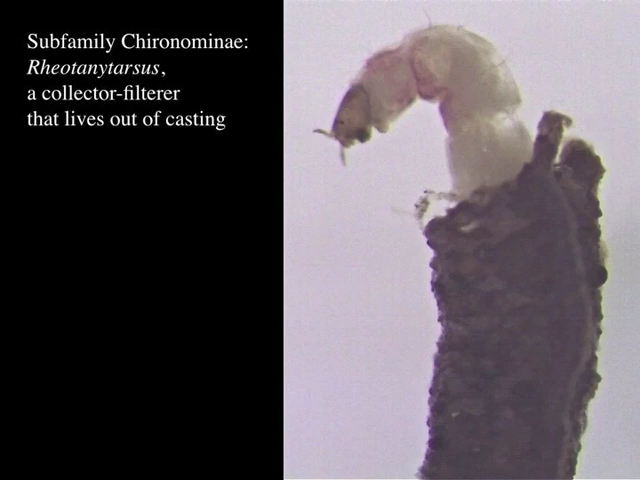 Subfamily Chironominae:
Rheotanytarsus,
a collector-filterer
that lives out of casting